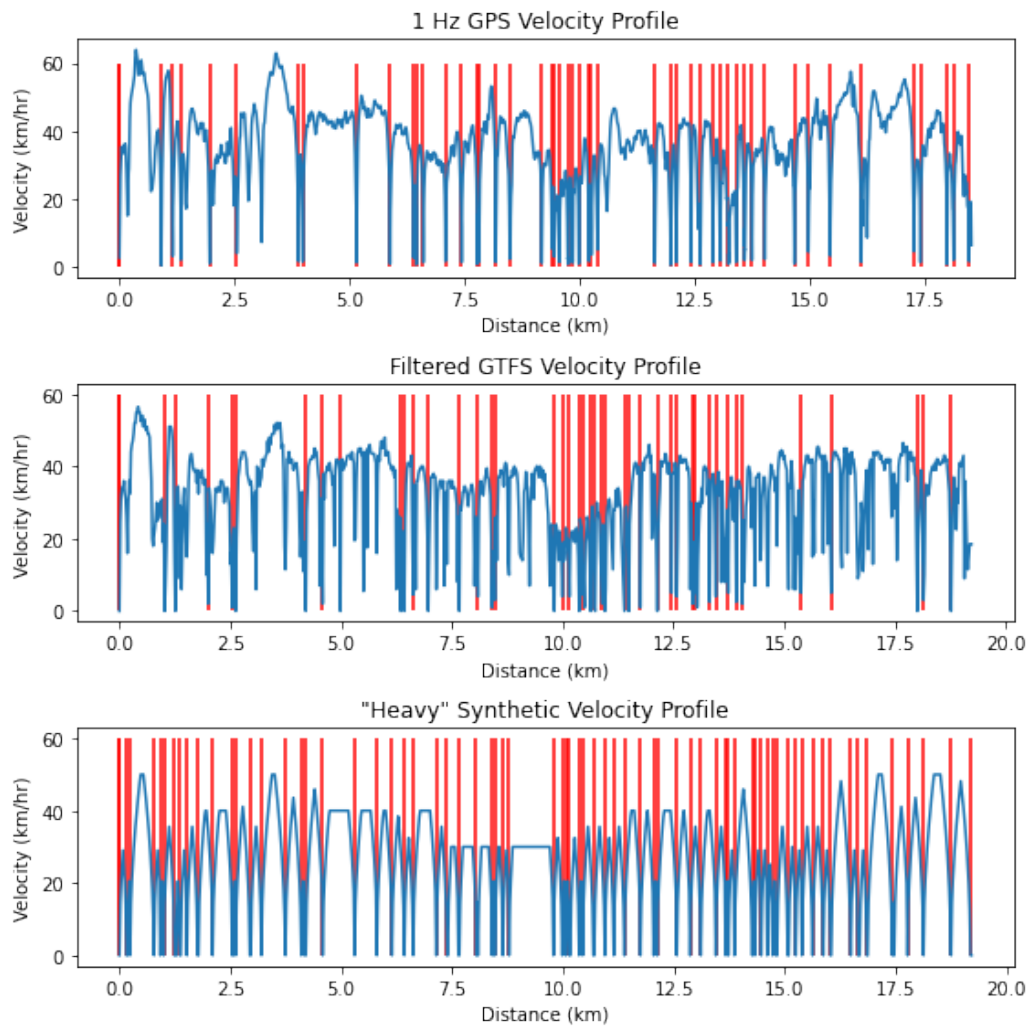 1 Hz GPS Velocity Profile
60
40
20
0
Velocity (km/hr)
0.0 2.5 5.0 7.5 10.0 12.5 15.0 17.5
Distance (km)
Filtered GTFS Velocity Profile
60
40
20
0
Velocity (km/hr)
0.0 2.5 5.0 7.5 10.0 12.5 15.0 17.5 20.0
Distance (km)
"Heavy" Synthetic Velocity Profile
60
40
20
0
Velocity (km/hr)
0.0 2.5 5.0 7.5 10.0 12.5 15.0 17.5 20.0
Distance (km)